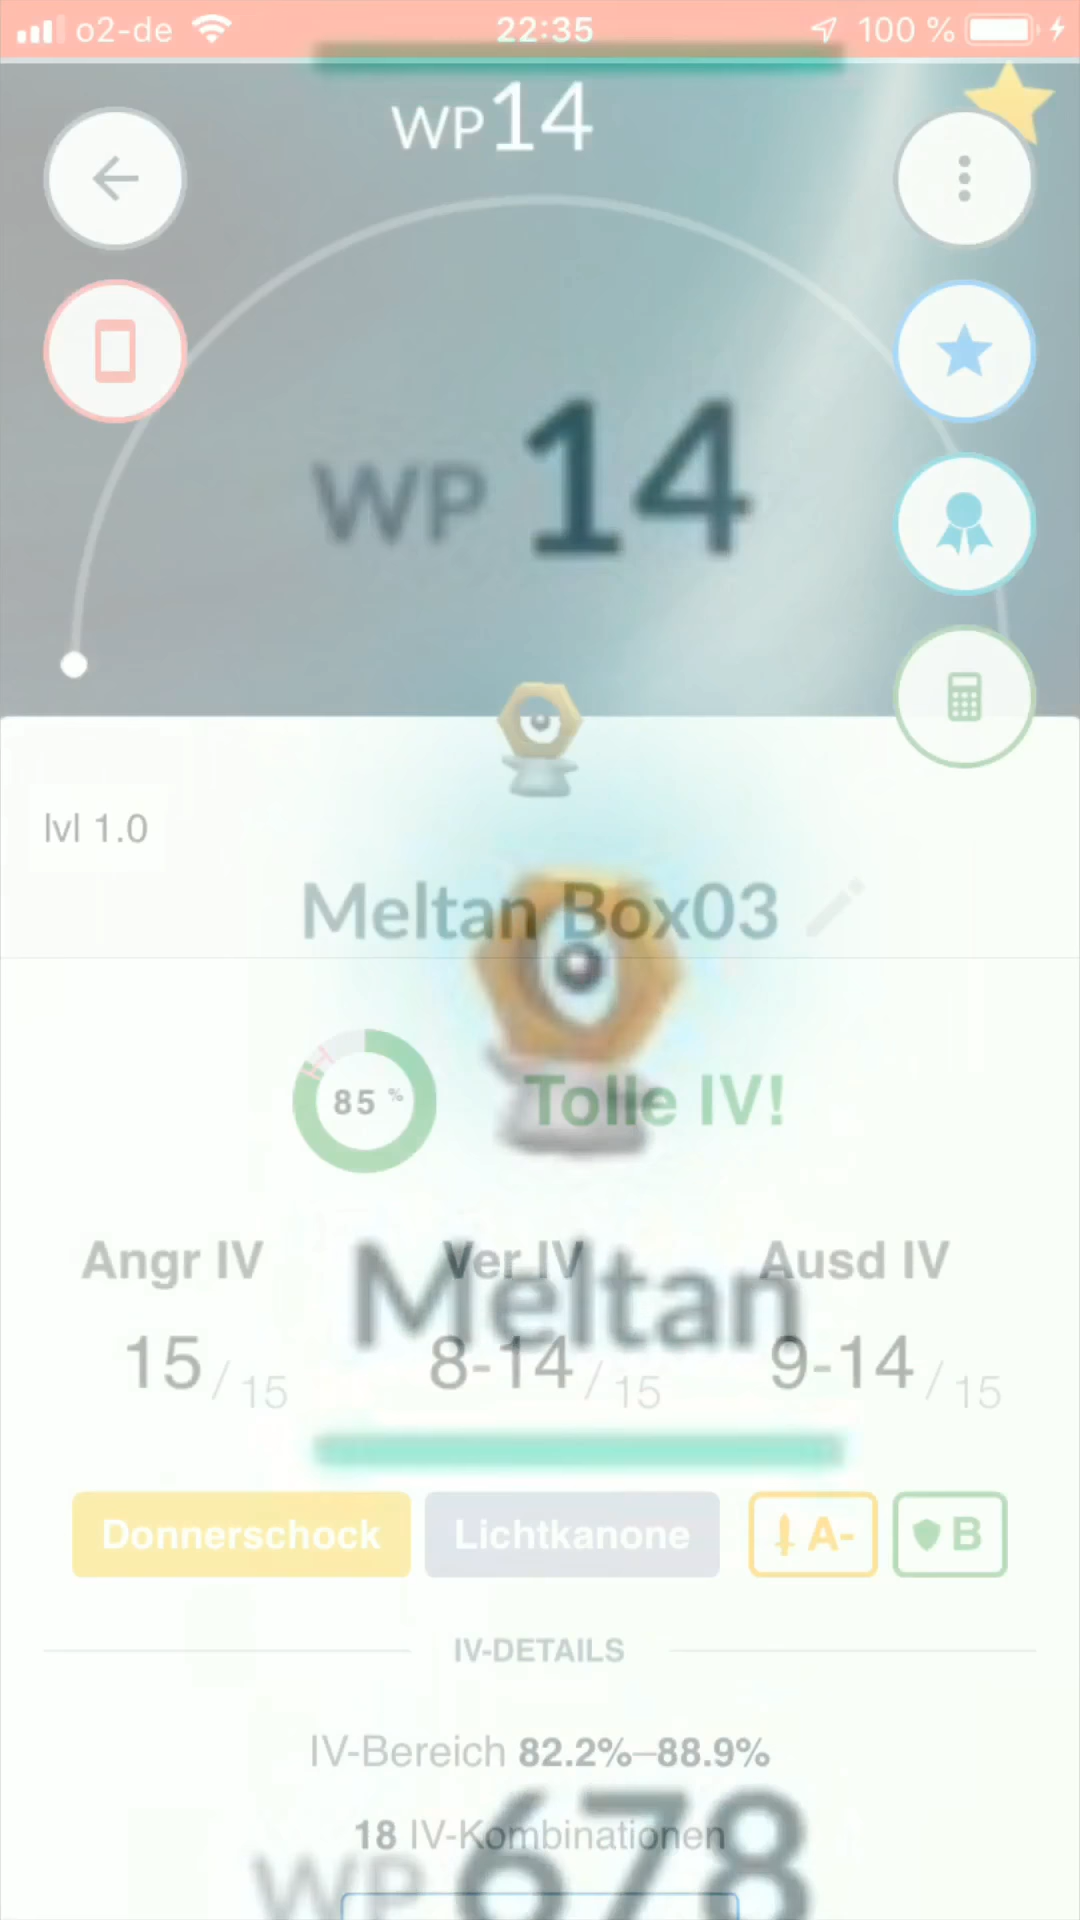 o2-de 22:35 100 %
WP14
WP 14
lvl 1.0
Meltan Box03
85 % Tolle IV!
Angr IV Ver IV Ausd IV
Meltan
15 / 15 8-14 / 15 9-14 / 15
Donnerschock Lichtkanone A- B
IV-DETAILS
IV-Bereich 82.2%–88.9%
18 IV-Kombinationen
WP 678